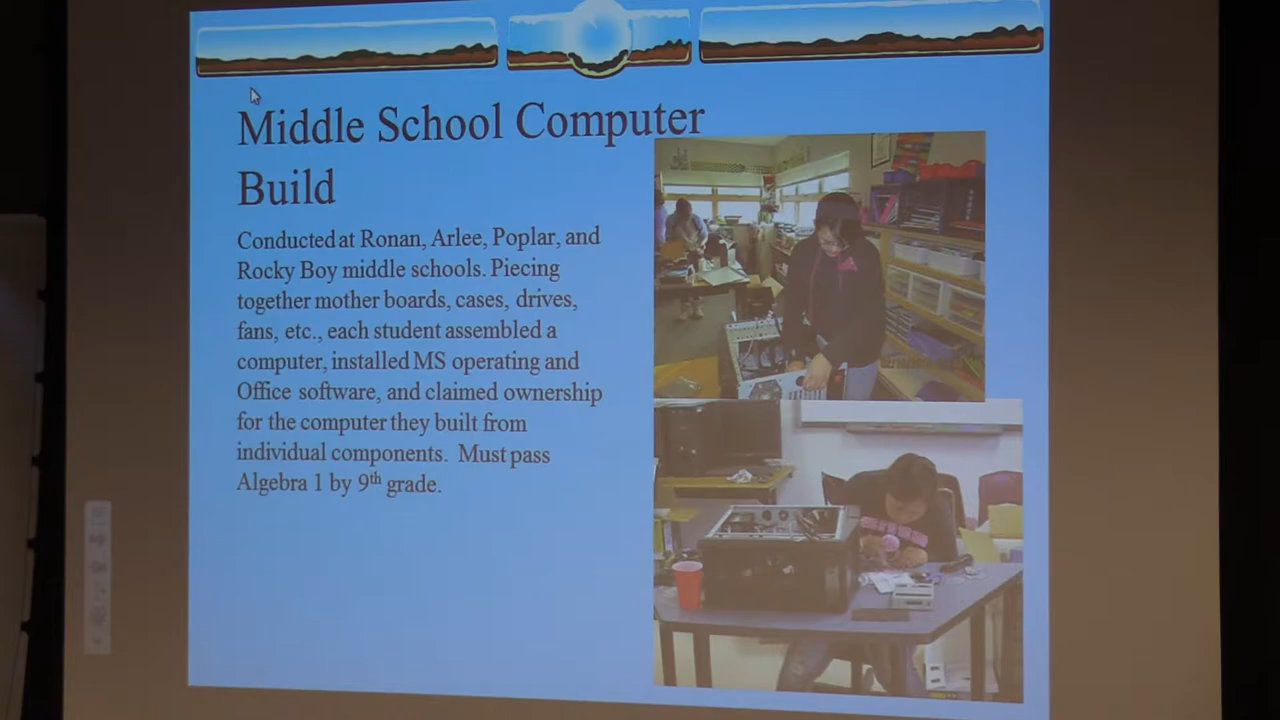 Middle School Computer
Build
Conducted at Ronan, Arlee, Poplar, and
Rocky Boy middle schools. Piecing
together mother boards, cases, drives,
fans, etc., each student assembled a
computer, installed MS operating and
Office software, and claimed ownership
for the computer they built from
individual components. Must pass
Algebra 1 by 9th grade.